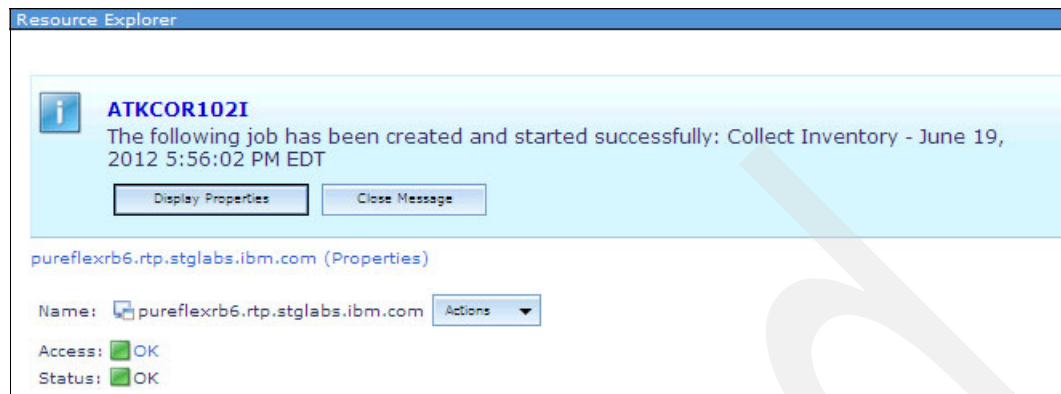 Resource Explorer
ATKCOR102I
The following job has been created and started successfully: Collect Inventory - June 19,
2012 5:56:02 PM EDT
Display Properties Close Message
pureflexrb6.rtp.stglabs.ibm.com (Properties)
Name: pureflexrb6.rtp.stglabs.ibm.com Actions
Access: OK
Status: OK